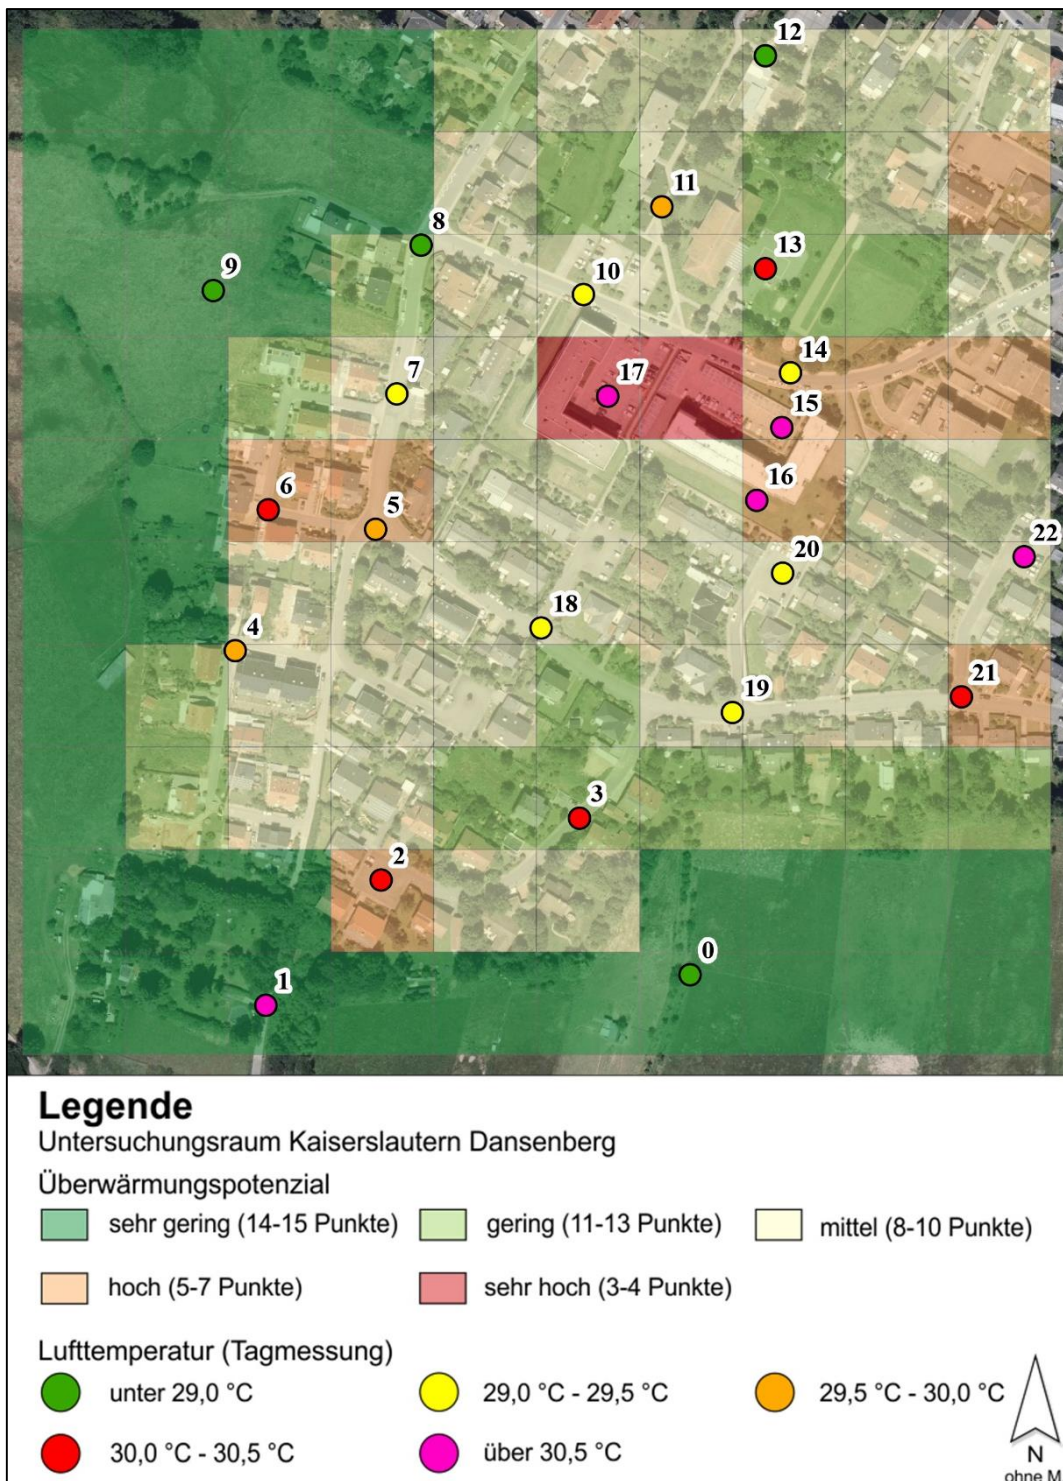 12
11
8
13
9
10
14
7
17
15
16
6
5
22
20
18
4
21
19
3
2
0
1
Legende
Untersuchungsraum Kaiserslautern Dansenberg
Überwärmungspotenzial
sehr gering (14-15 Punkte) gering (11-13 Punkte) mittel (8-10 Punkte)
hoch (5-7 Punkte) sehr hoch (3-4 Punkte)
Lufttemperatur (Tagmessung)
unter 29,0 °C 29,0 °C - 29,5 °C 29,5 °C - 30,0 °C
30,0 °C - 30,5 °C über 30,5 °C
N
ohne M